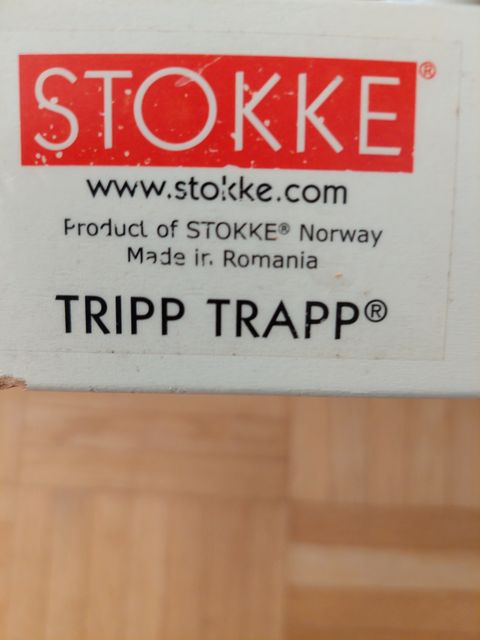 STOKKE®
www.stokke.com
Product of STOKKE® Norway
Made in Romania
TRIPP TRAPP®